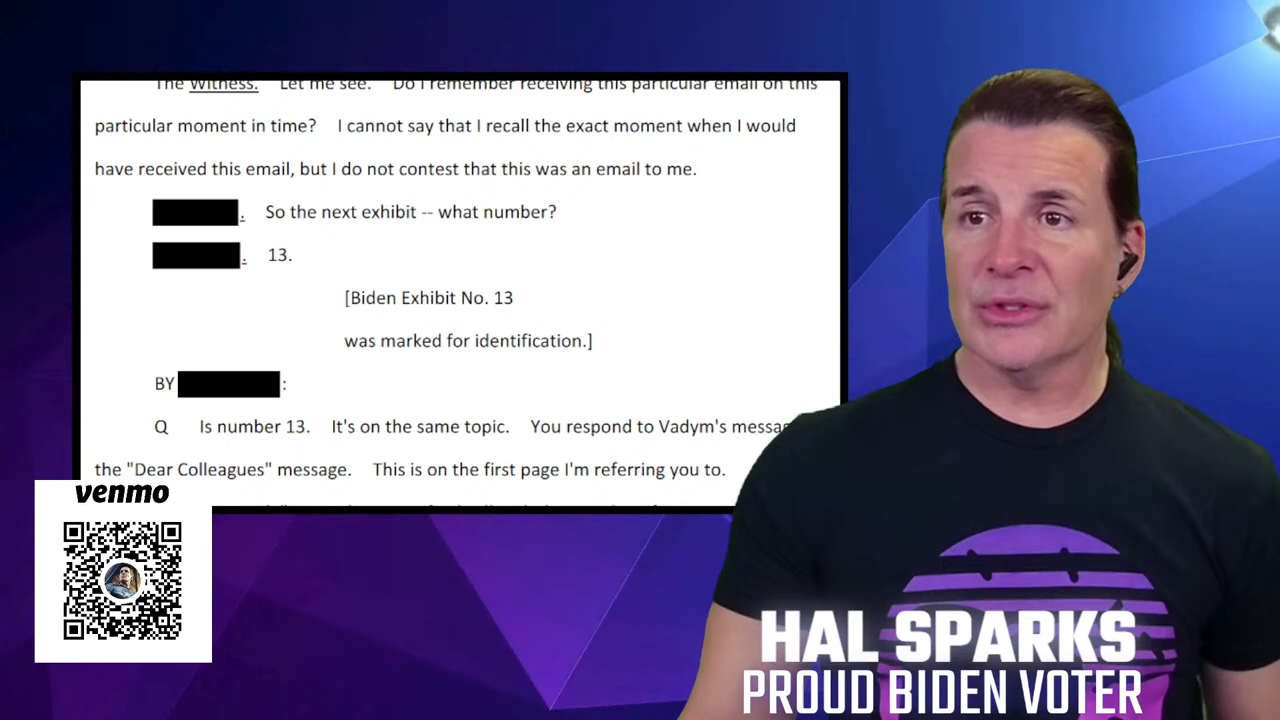 The Witness. Let me see. Do I remember receiving this particular email on this
particular moment in time? I cannot say that I recall the exact moment when I would
have received this email, but I do not contest that this was an email to me.
. So the next exhibit -- what number?
. 13.
[Biden Exhibit No. 13
was marked for identification.]
BY :
Q Is number 13. It's on the same topic. You respond to Vadym's
the "Dear Colleagues" message. This is on the first page I'm referring you to.
venmo
HAL SPARKS
PROUD BIDEN VOTER